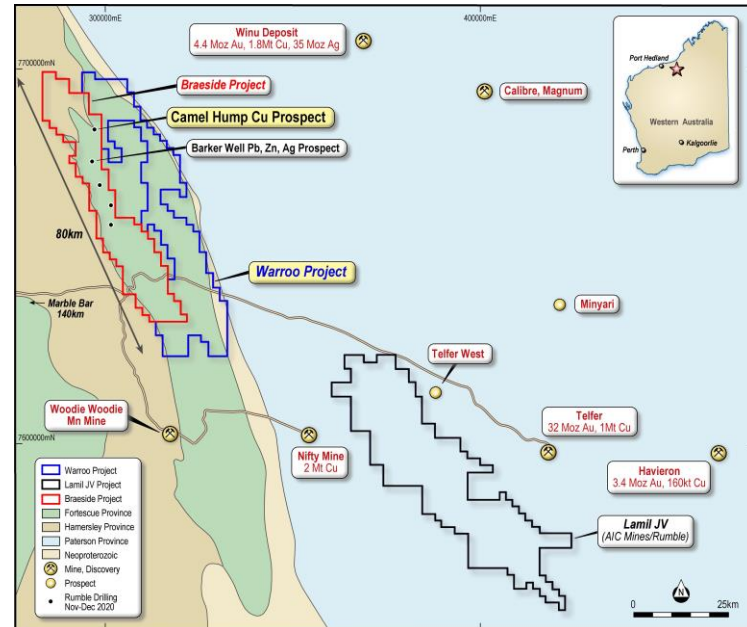 300000mE
400000mE
7700000mN
7600000mN
Winu Deposit
4.4 Moz Au, 1.8Mt Cu, 35 Moz Ag
Braeside Project
Camel Hump Cu Prospect
Barker Well Pb, Zn, Ag Prospect
Calibre, Magnum
Port Hedland
Western Australia
Perth
Kalgoorlie
80km
Warroo Project
Marble Bar
140km
Minyari
Telfer West
Woodie Woodie
Mn Mine
Nifty Mine
2 Mt Cu
Telfer
32 Moz Au, 1Mt Cu
Havieron
3.4 Moz Au, 160kt Cu
Lamil JV
(AIC Mines/Rumble)
Warroo Project
Lamil JV Project
Braeside Project
Fortescue Province
Hamersley Province
Paterson Province
Neoproterozoic
Mine, Discovery
Prospect
Rumble Drilling
Nov-Dec 2020
N
0
25km